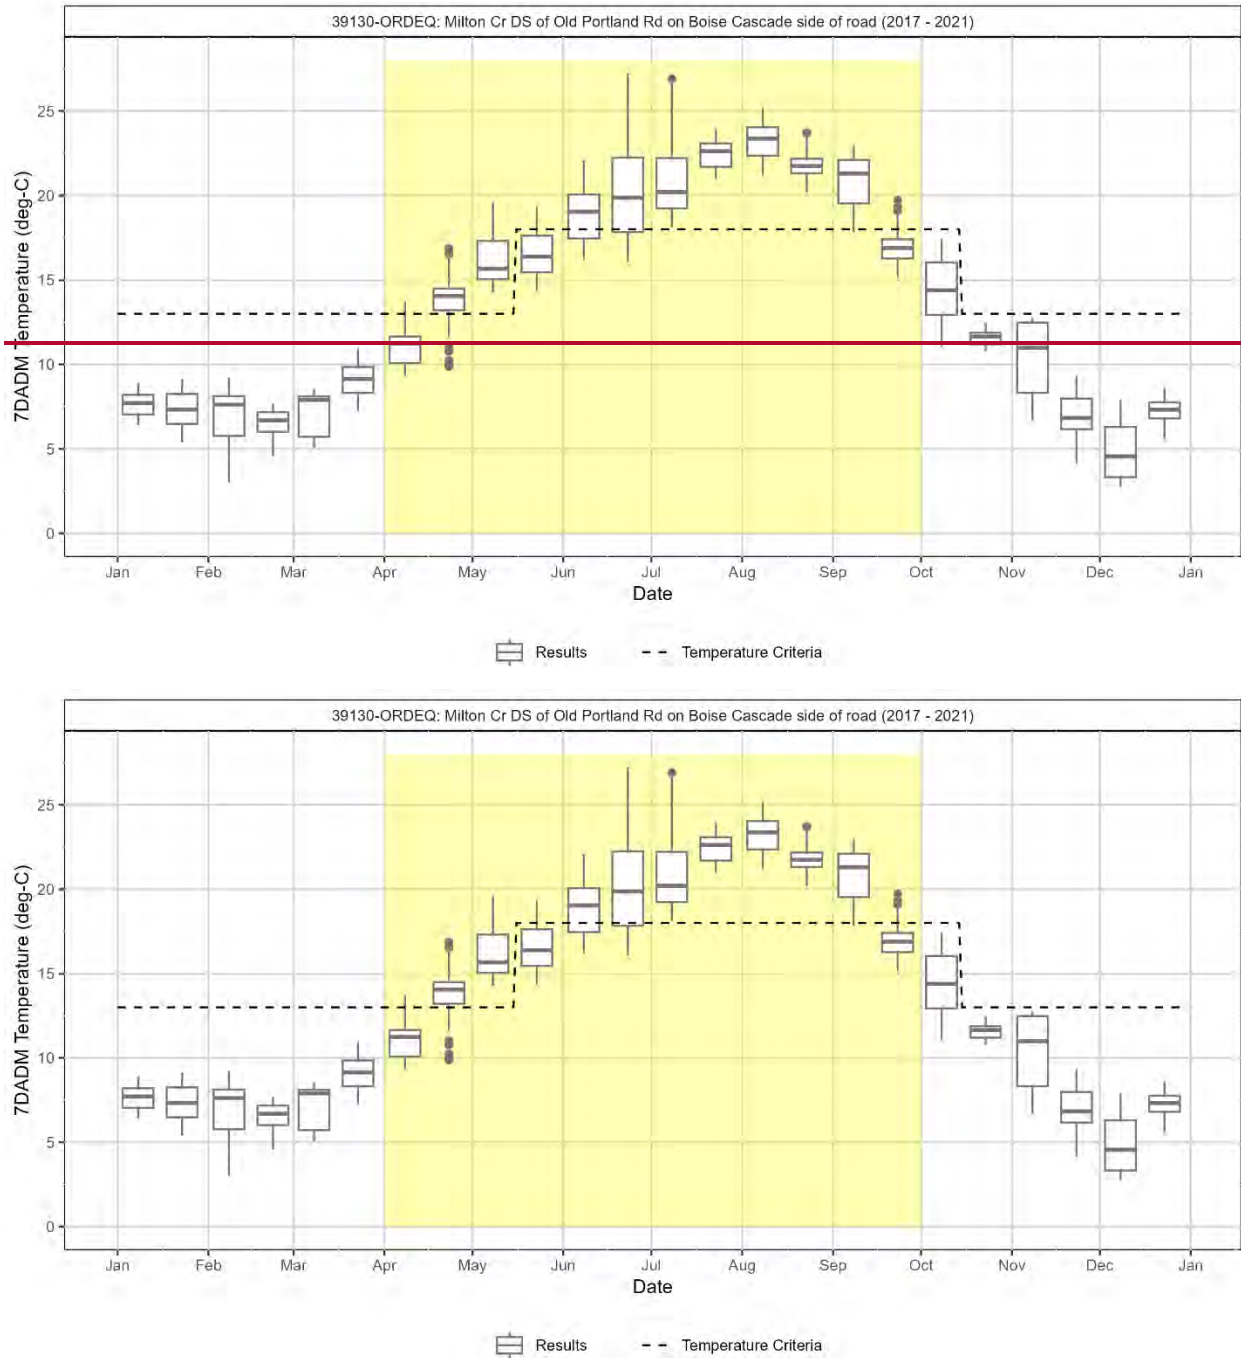 39130-ORDEQ: Milton Cr DS of Old Portland Rd on Boise Cascade side of road (2017 - 2021)
25
20
15
10
5
0
7DADM Temperature (deg-C)
Jan Feb Mar Apr May Jun Jul Aug Sep Oct Nov Dec Jan
Date
Results Temperature Criteria
39130-ORDEQ: Milton Cr DS of Old Portland Rd on Boise Cascade side of road (2017 - 2021)
25
20
15
10
5
0
7DADM Temperature (deg-C)
Jan Feb Mar Apr May Jun Jul Aug Sep Oct Nov Dec Jan
Date
Results Temperature Criteria